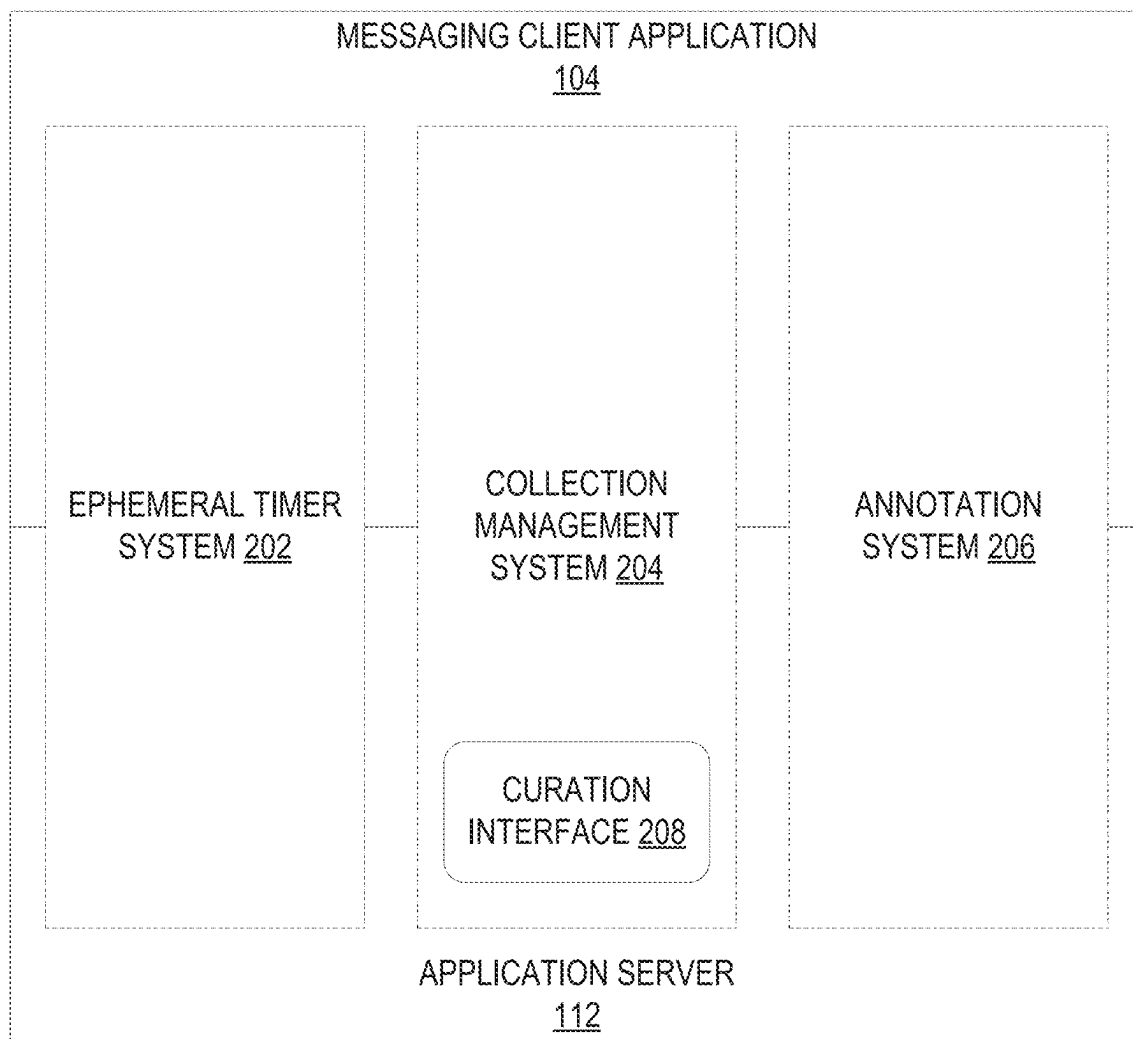 MESSAGING CLIENT APPLICATION
104
EPHEMERAL TIMER
SYSTEM 202
COLLECTION
MANAGEMENT
SYSTEM 204
ANNOTATION
SYSTEM 206
CURATION
INTERFACE 208
APPLICATION SERVER
112